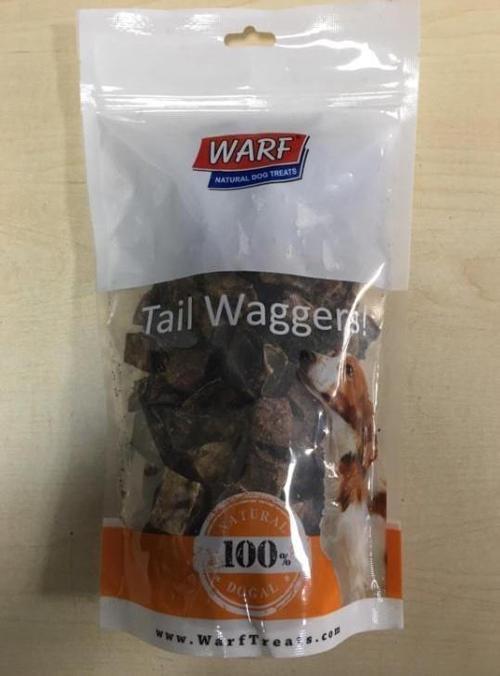 WARF
NATURAL DOG TREATS
Tail Waggers!
NATURAL
100%
DOGAL
www.WarfTreats.com